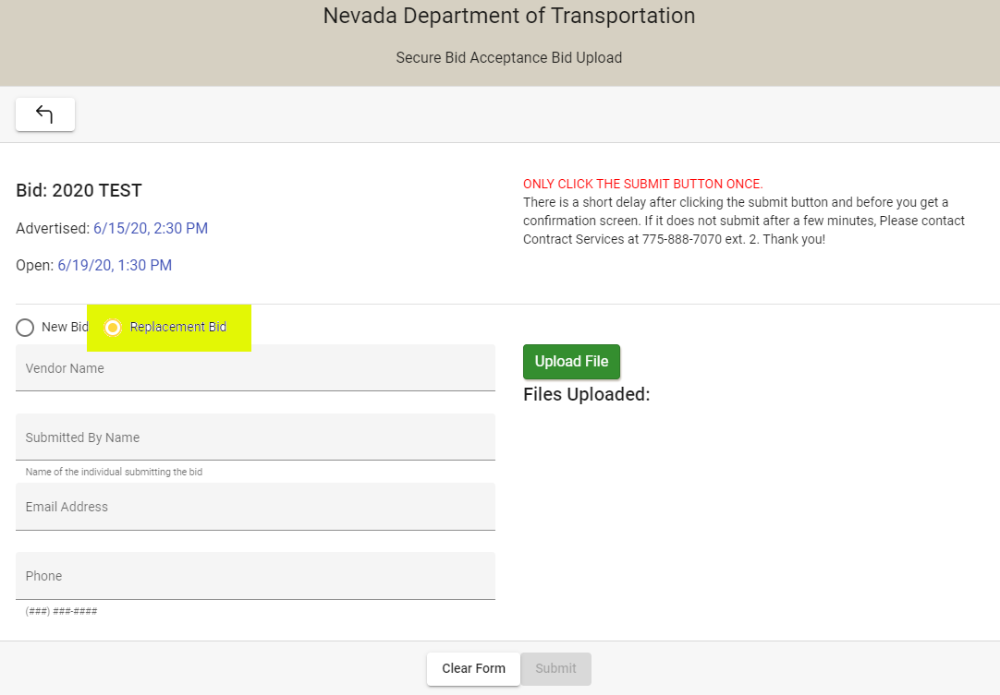 Nevada Department of Transportation
Secure Bid Acceptance Bid Upload
Bid: 2020 TEST
Advertised: 6/15/20, 2:30 PM
Open: 6/19/20, 1:30 PM
ONLY CLICK THE SUBMIT BUTTON ONCE.
There is a short delay after clicking the submit button and before you get a
confirmation screen. If it does not submit after a few minutes, Please contact
Contract Services at 775-888-7070 ext. 2. Thank you!
New Bid Replacement Bid
Vendor Name
Submitted By Name
Name of the individual submitting the bid
Email Address
Phone
(###) ###-####
Upload File
Files Uploaded:
Clear Form Submit